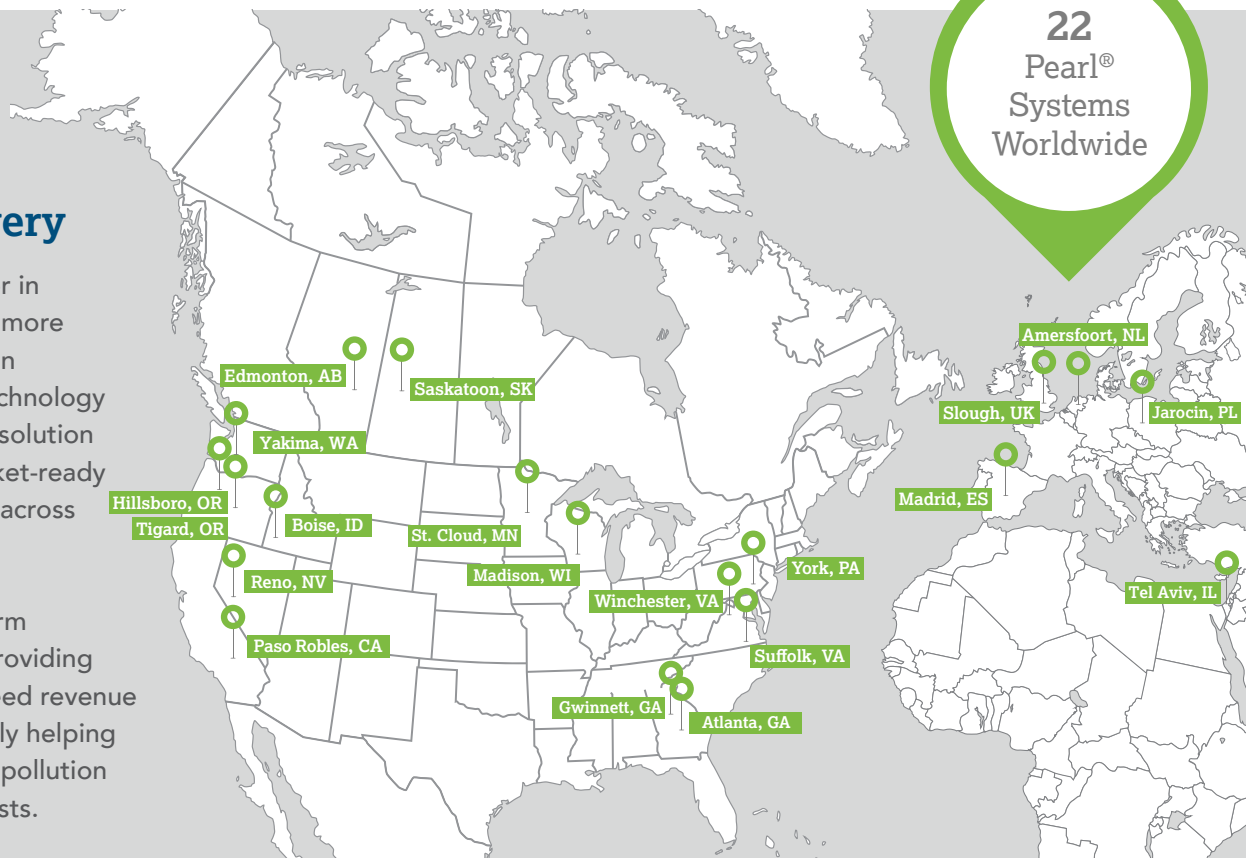 22
Pearl®
Systems
Worldwide
ery
r in
more
n
chnology
solution
ket-ready
across
rm
roviding
eed revenue
ly helping
pollution
sts.
Edmonton, AB
Saskatoon, SK
Yakima, WA
Hillsboro, OR
Tigard, OR
Boise, ID
St. Cloud, MN
Reno, NV
Madison, WI
York, PA
Winchester, VA
Paso Robles, CA
Suffolk, VA
Gwinnett, GA
Atlanta, GA
Amersfoort, NL
Slough, UK
Jarocin, PL
Madrid, ES
Tel Aviv, IL